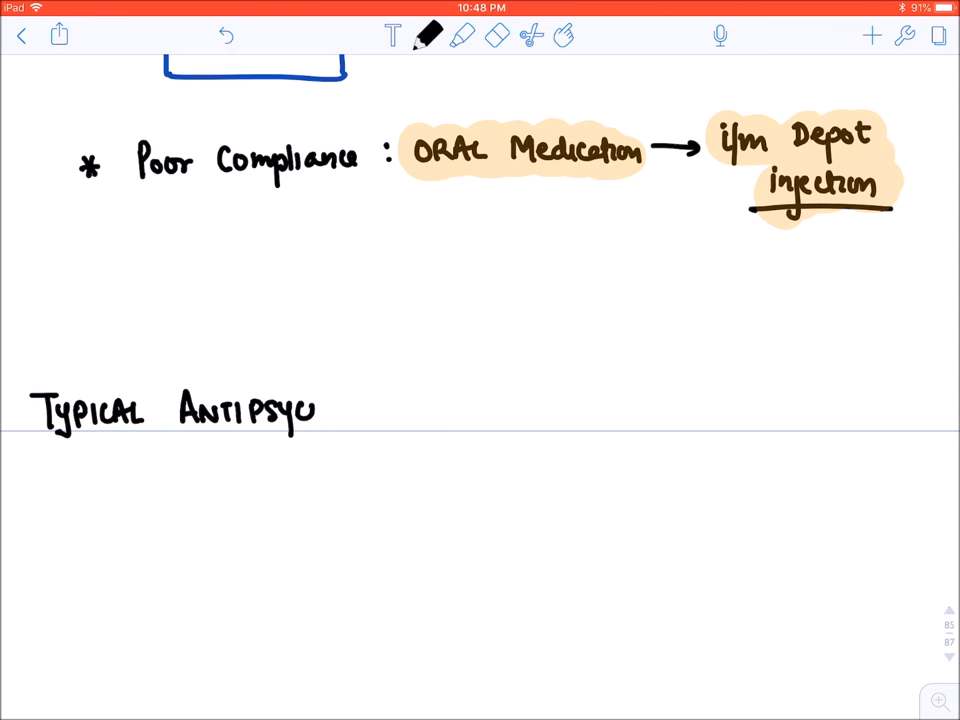 iPad 10:48 PM 91%
T
* Poor Compliance : ORAL Medication → i/m Depot
injection
TYPICAL ANTIPSYC
85
87